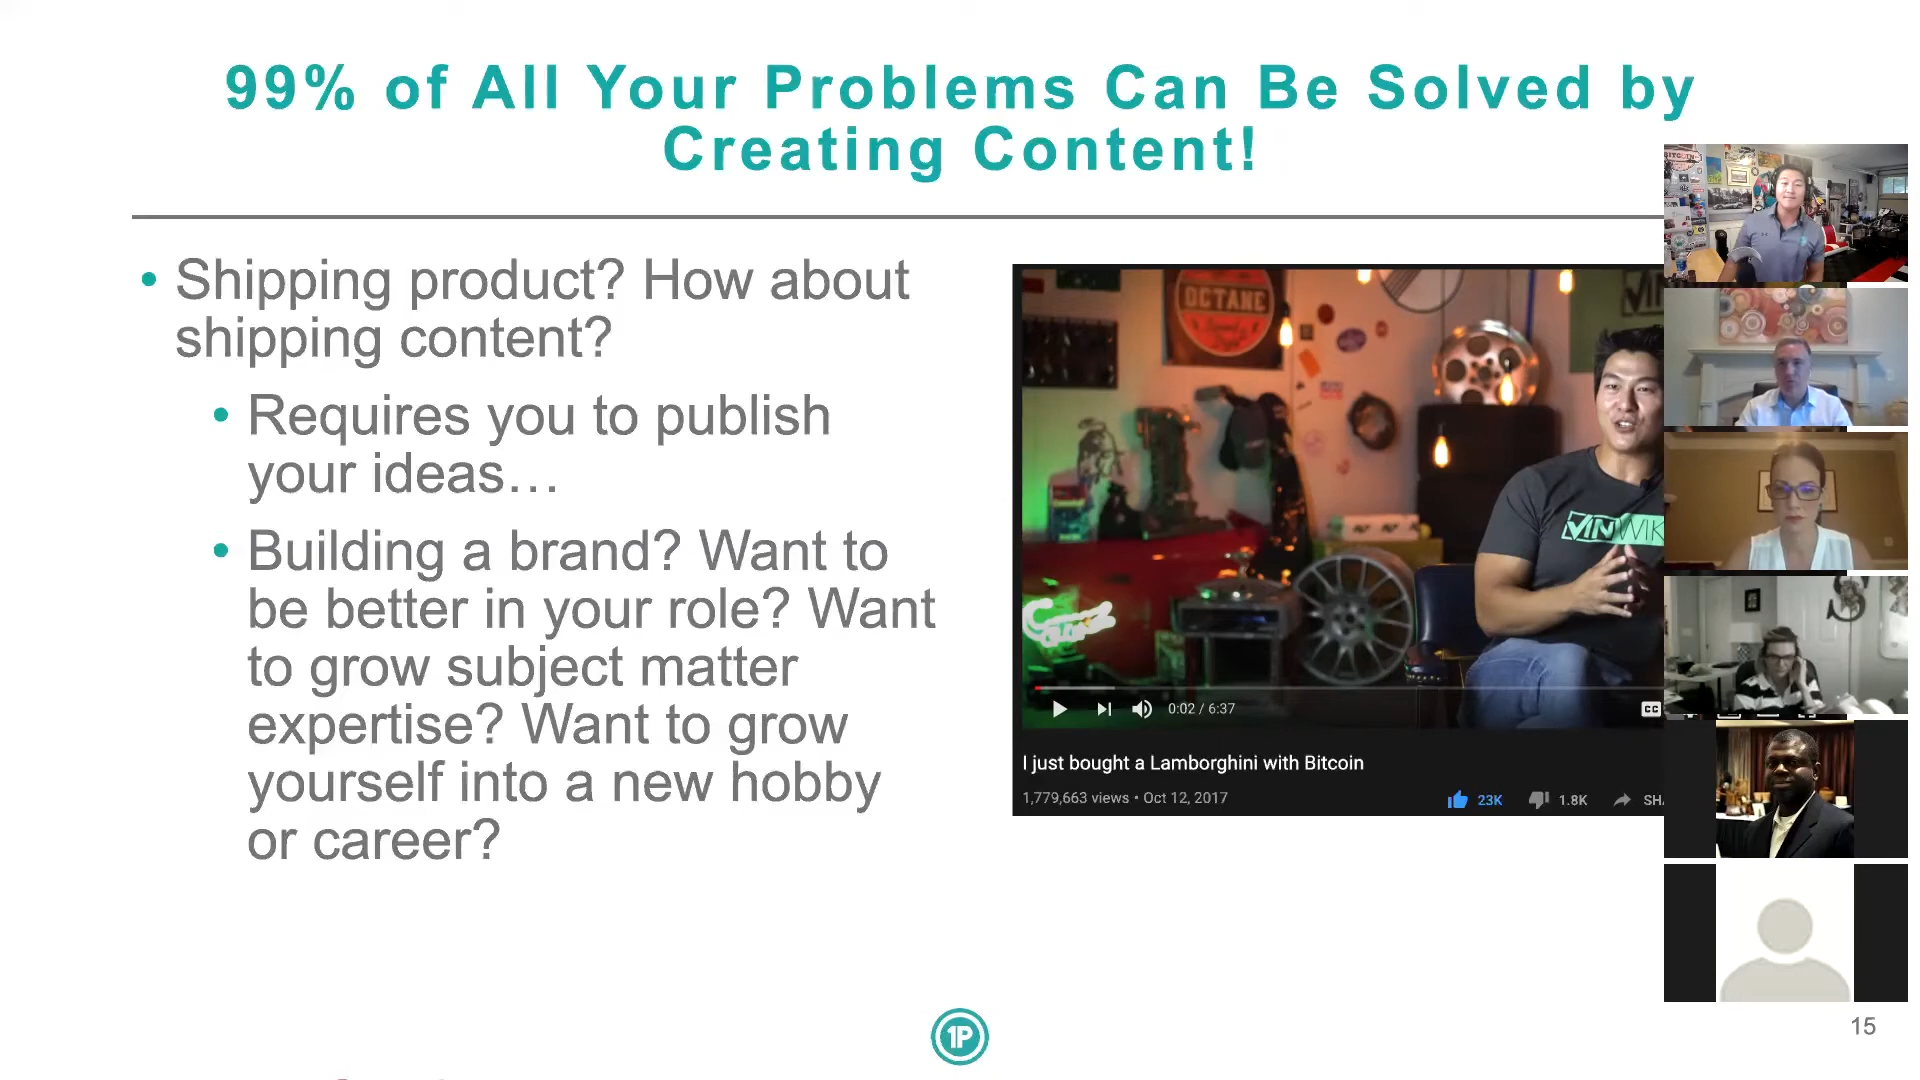 99% of All Your Problems Can Be Solved by
Creating Content!
• Shipping product? How about
shipping content?
• Requires you to publish
your ideas…
• Building a brand? Want to
be better in your role? Want
to grow subject matter
expertise? Want to grow
yourself into a new hobby
or career?
OCTANE
VINWIK
0:02 / 6:37
CC
I just bought a Lamborghini with Bitcoin
1,779,663 views • Oct 12, 2017
23K
1.8K
SH
1P
15